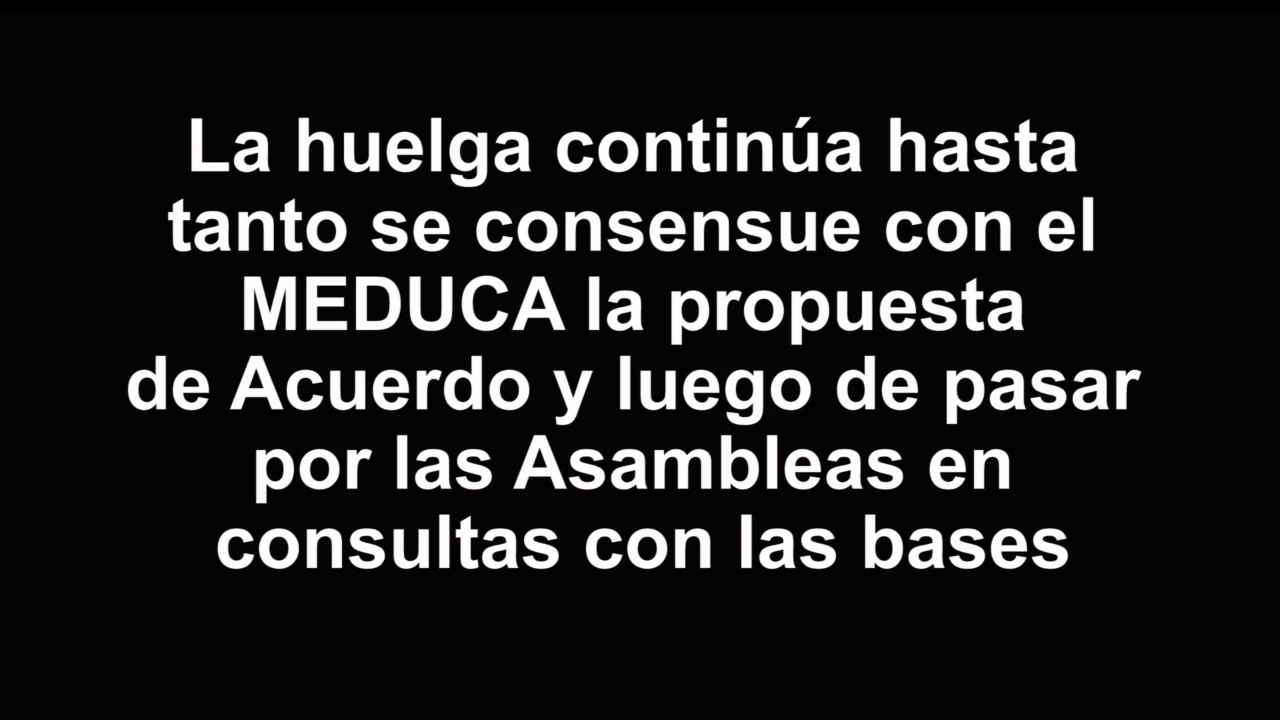 La huelga continúa hasta
tanto se consensue con el
MEDUCA la propuesta
de Acuerdo y luego de pasar
por las Asambleas en
consultas con las bases